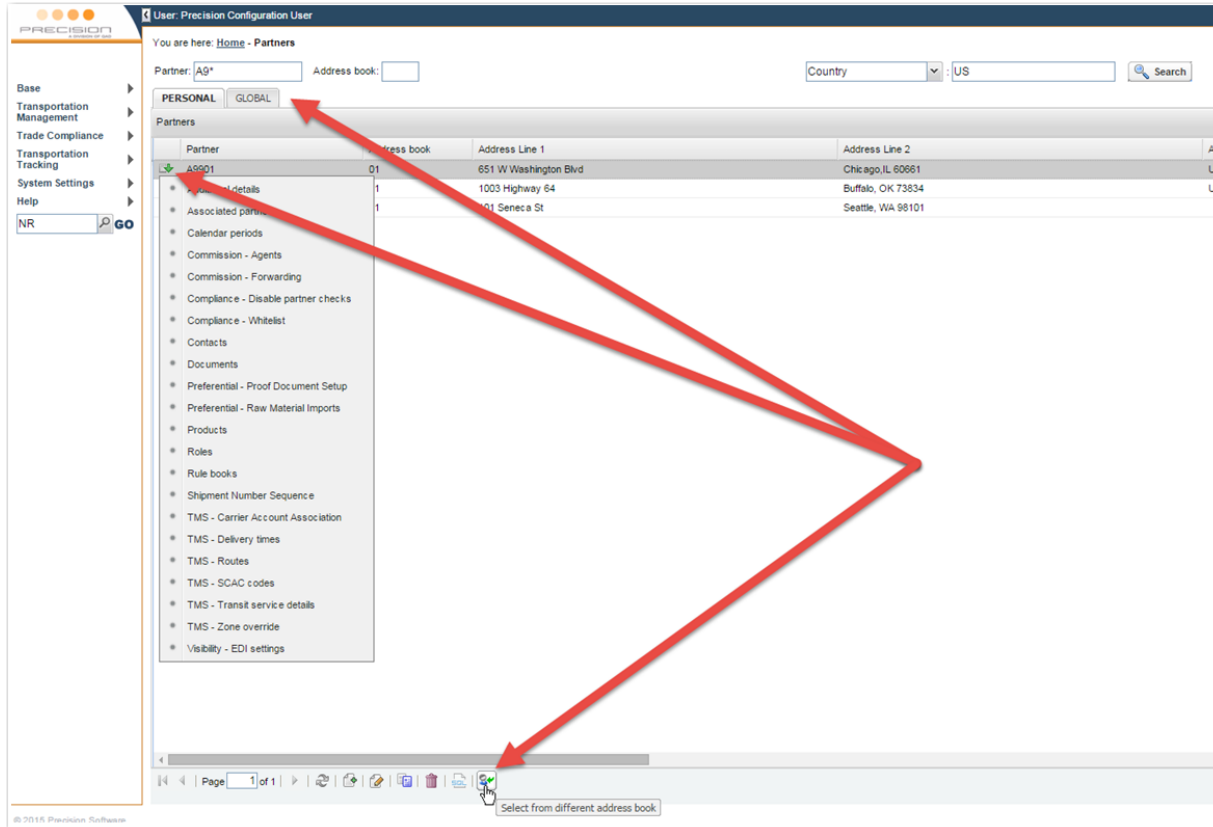 PRECISION
User: Precision Configuration User
You are here: Home - Partners
Partner: A9* Address book: Country : US Search
PERSONAL GLOBAL
Partners
Base
Transportation
Management
Trade Compliance
Transportation
Tracking
System Settings
Help
NR GO
Partner Address book Address Line 1 Address Line 2 A
A9901 01 651 W Washington Blvd Chicago,IL 60661 U
1 1003 Highway 64 Buffalo, OK 73834 U
1 Seneca St Seattle, WA 98101
details
Associated
Calendar periods
Commission - Agents
Commission - Forwarding
Compliance - Disable partner checks
Compliance - Whitelist
Contacts
Documents
Preferential - Proof Document Setup
Preferential - Raw Material Imports
Products
Roles
Rule books
Shipment Number Sequence
TMS - Carrier Account Association
TMS - Delivery times
TMS - Routes
TMS - SCAC codes
TMS - Transit service details
TMS - Zone override
Visibility - EDI settings
Page 1 of 1
Select from different address book
© 2015 Precision Software